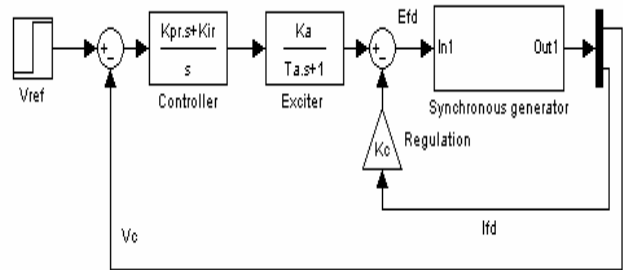 Vref
+
-
Kpr.s+Kir
s
Controller
Ka
Ta.s+1
Exciter
+
-
Efd
In1
Out1
Synchronous generator
Kc
Regulation
Ifd
Vc